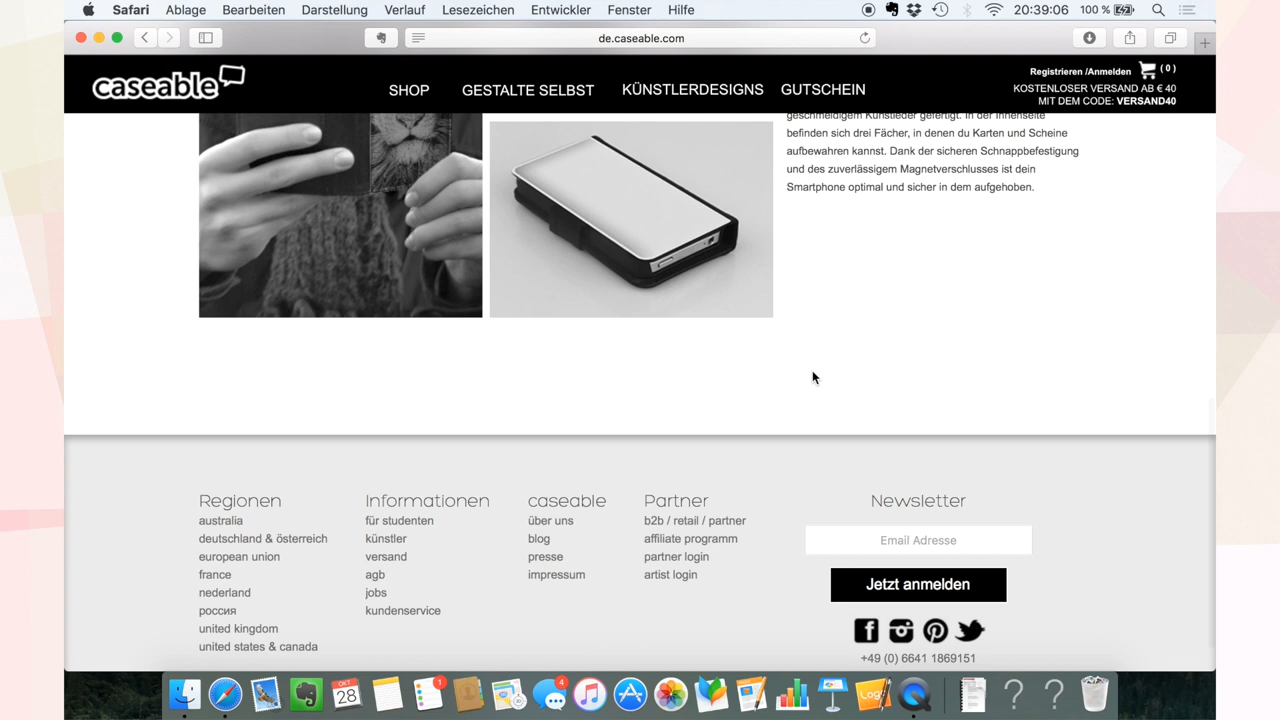 Safari Ablage Bearbeiten Darstellung Verlauf Lesezeichen Entwickler Fenster Hilfe 20:39:06 100 %
de.caseable.com
caseable SHOP GESTALTE SELBST KÜNSTLERDESIGNS GUTSCHEIN
Registrieren /Anmelden ( 0 )
KOSTENLOSER VERSAND AB € 40
MIT DEM CODE: VERSAND40
geschmeidigem Kunstleder gefertigt. In der Innenseite
befinden sich drei Fächer, in denen du Karten und Scheine
aufbewahren kannst. Dank der sicheren Schnappbefestigung
und des zuverlässigem Magnetverschlusses ist dein
Smartphone optimal und sicher in dem aufgehoben.
Regionen
australia
deutschland & österreich
european union
france
nederland
россия
united kingdom
united states & canada
Informationen
für studenten
künstler
versand
agb
jobs
kundenservice
caseable
über uns
blog
presse
impressum
Partner
b2b / retail / partner
affiliate programm
partner login
artist login
Newsletter
Email Adresse
Jetzt anmelden
+49 (0) 6641 1869151
OKT
28
1
4